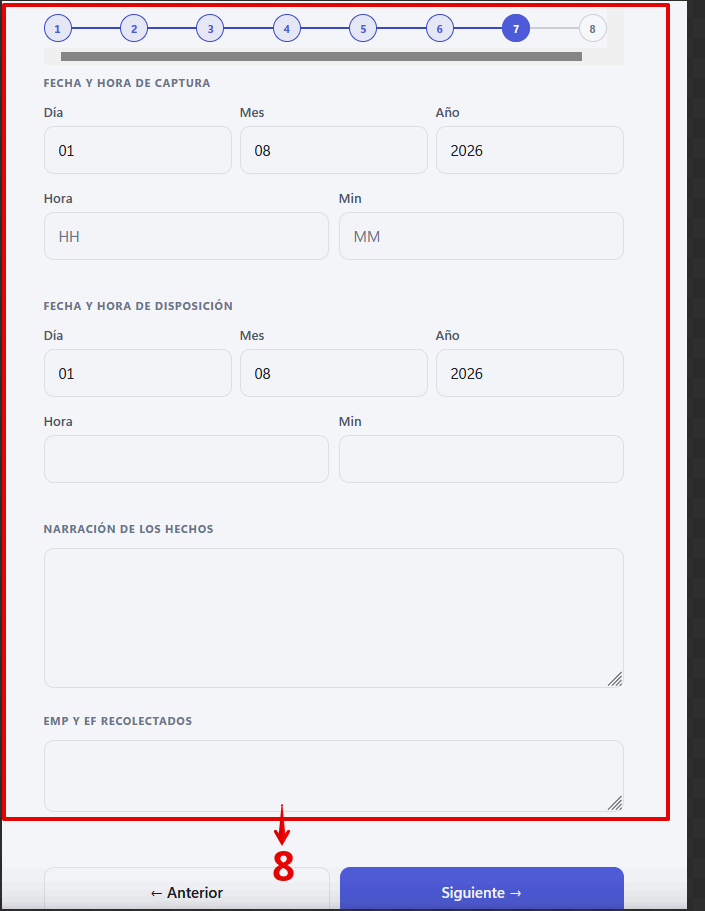 1 2 3 4 5 6 7 8
FECHA Y HORA DE CAPTURA
Día Mes Año
01 08 2026
Hora Min
HH MM
FECHA Y HORA DE DISPOSICIÓN
Día Mes Año
01 08 2026
Hora Min
NARRACIÓN DE LOS HECHOS
EMP Y EF RECOLECTADOS
8
← Anterior Siguiente →